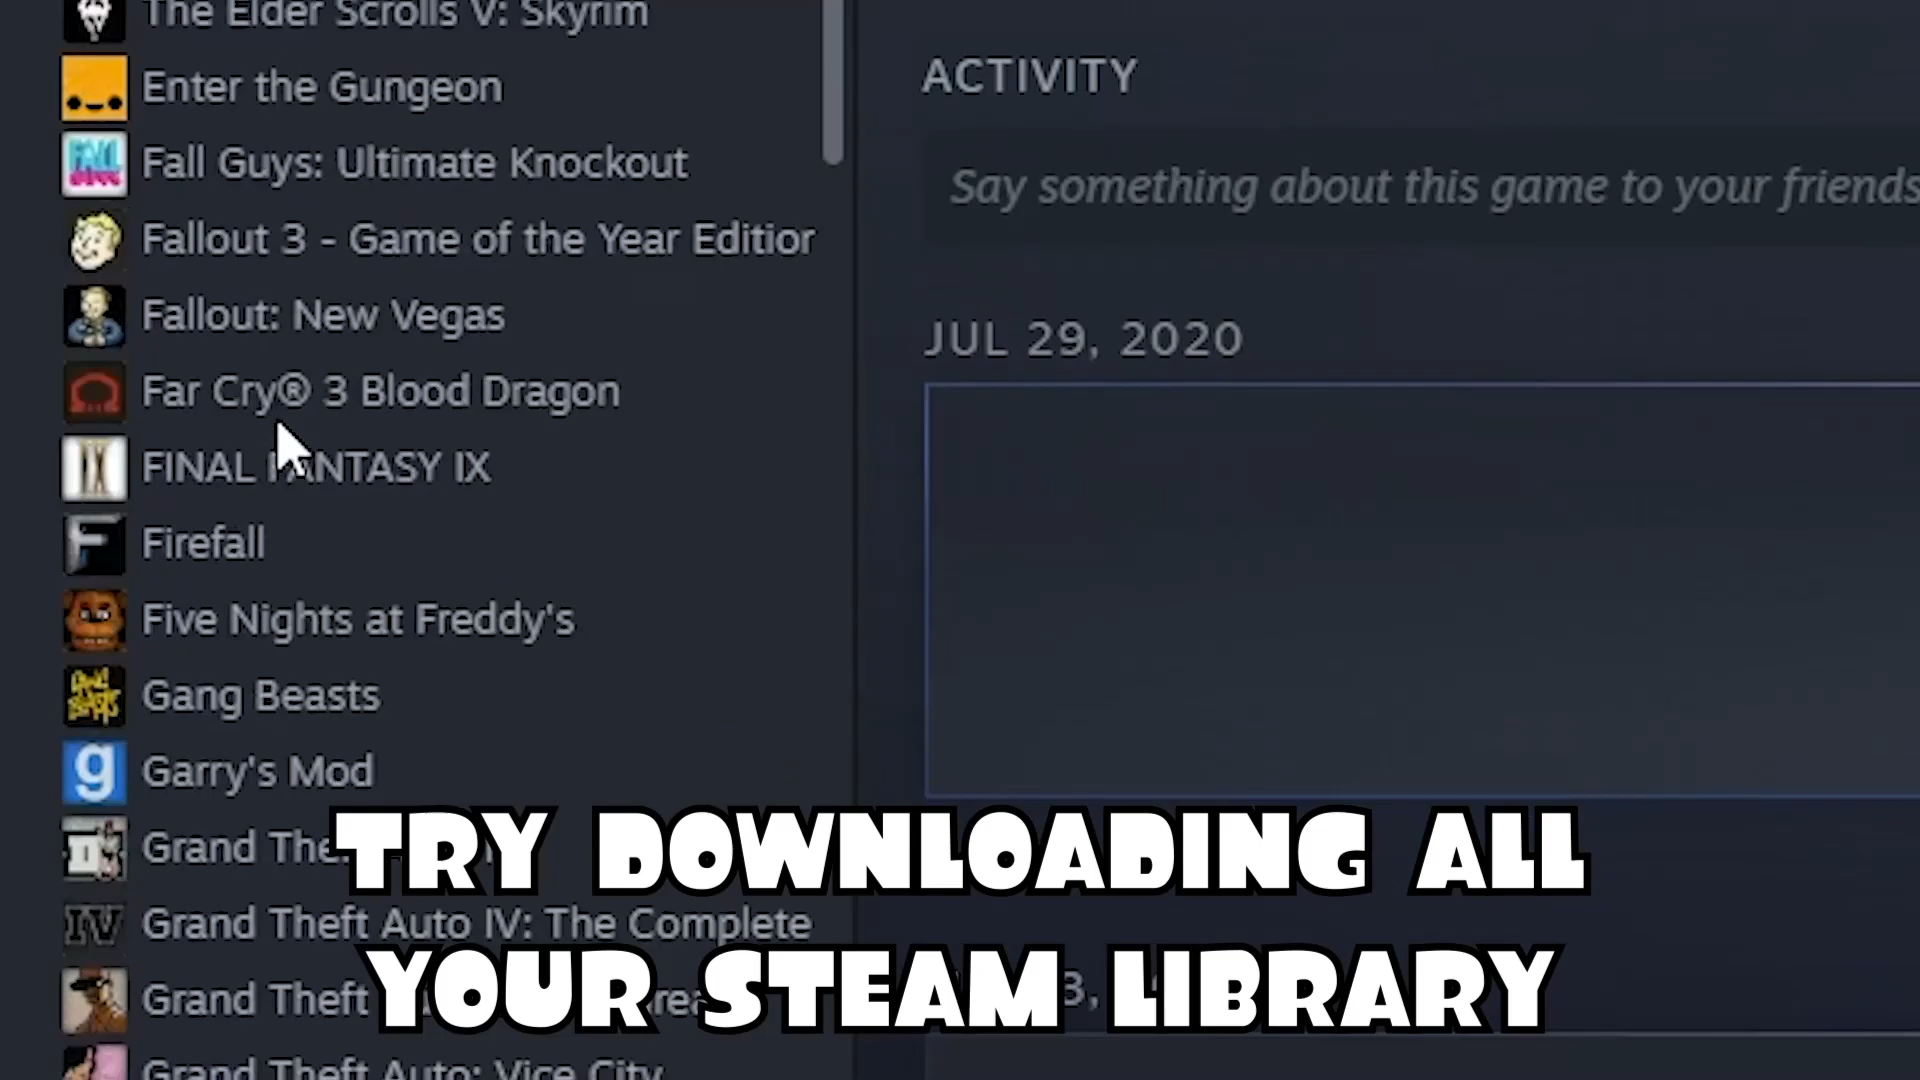 The Elder Scrolls V: Skyrim
Enter the Gungeon
Fall Guys: Ultimate Knockout
Fallout 3 - Game of the Year Edition
Fallout: New Vegas
Far Cry® 3 Blood Dragon
FINAL FANTASY IX
Firefall
Five Nights at Freddy's
Gang Beasts
Garry's Mod
Grand
Grand Theft Auto IV: The Complete
Grand Theft
Grand Theft Auto: Vice City
ACTIVITY
Say something about this game to your friends
JUL 29, 2020
3,
TRY DOWNLOADING ALL
YOUR STEAM LIBRARY